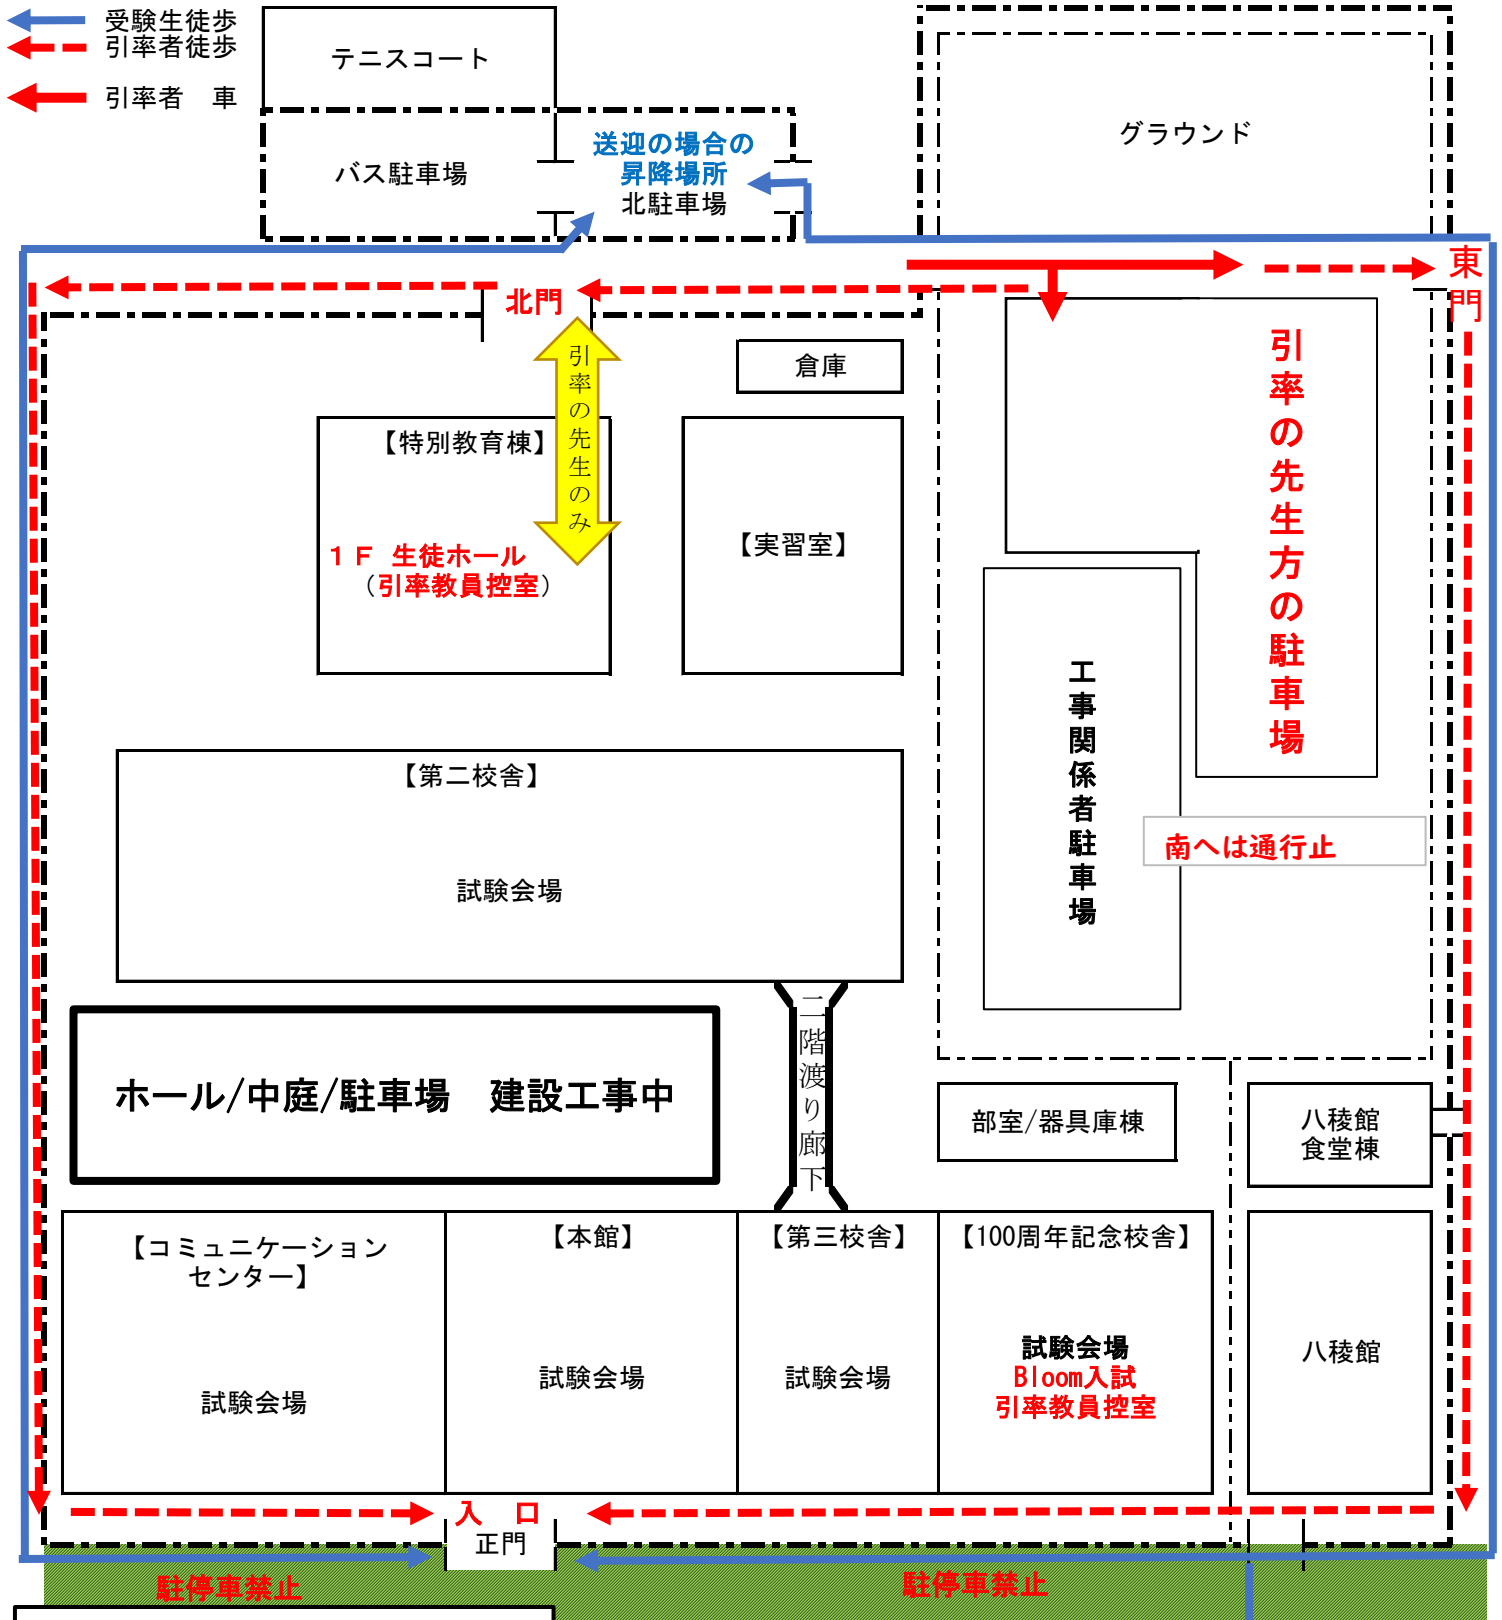 受験生徒歩
引率者徒歩
引率者　車
テニスコート
バス駐車場
送迎の場合の
昇降場所
北駐車場
グラウンド
東門
北門
引率の先生のみ
倉庫
【特別教育棟】
１Ｆ 生徒ホール
（引率教員控室）
【実習室】
引率の先生方の駐車場
工事関係者駐車場
南へは通行止
【第二校舎】
試験会場
二階渡り廊下
ホール/中庭/駐車場　建設工事中
部室/器具庫棟
八稜館
食堂棟
【コミュニケーション
センター】
試験会場
【本館】
試験会場
【第三校舎】
試験会場
【100周年記念校舎】
試験会場
Bloom入試
引率教員控室
八稜館
入　口
正門
駐停車禁止
駐停車禁止